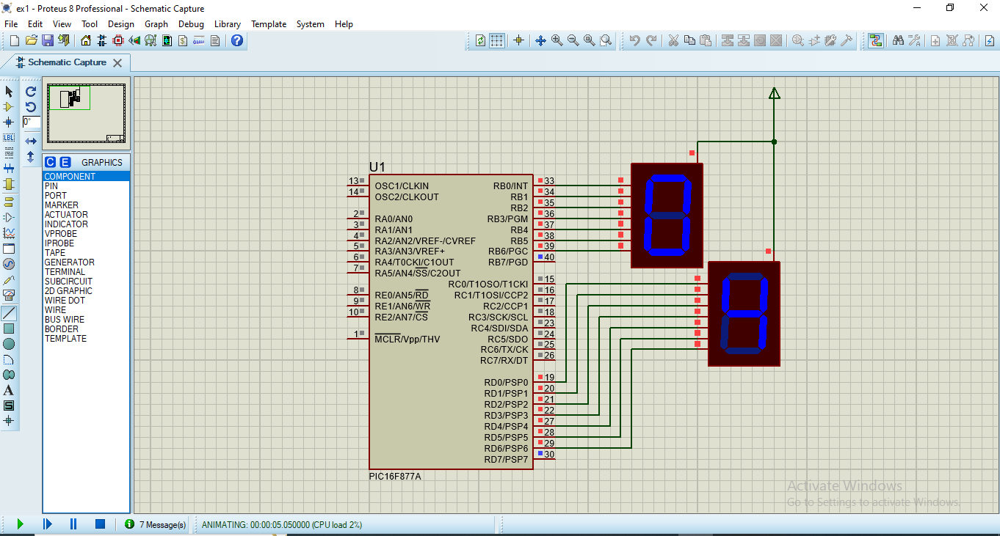 ex1 - Proteus 8 Professional - Schematic Capture
File Edit View Tool Design Graph Debug Library Template System Help
Schematic Capture
LBL
0°
C E GRAPHICS
COMPONENT
PIN
PORT
MARKER
ACTUATOR
INDICATOR
VPROBE
IPROBE
TAPE
GENERATOR
TERMINAL
SUBCIRCUIT
2D GRAPHIC
WIRE DOT
WIRE
BUS WIRE
BORDER
TEMPLATE
A
S
U1
13 OSC1/CLKIN RB0/INT 33
14 OSC2/CLKOUT RB1 34
RB2 35
2 RA0/AN0 RB3/PGM 36
3 RA1/AN1 RB4 37
4 RA2/AN2/VREF-/CVREF RB5 38
5 RA3/AN3/VREF+ RB6/PGC 39
6 RA4/T0CKI/C1OUT RB7/PGD 40
7 RA5/AN4/SS/C2OUT
RC0/T1OSO/T1CKI 15
8 RE0/AN5/RD RC1/T1OSI/CCP2 16
9 RE1/AN6/WR RC2/CCP1 17
10 RE2/AN7/CS RC3/SCK/SCL 18
RC4/SDI/SDA 23
1 MCLR/Vpp/THV RC5/SDO 24
RC6/TX/CK 25
RC7/RX/DT 26
RD0/PSP0 19
RD1/PSP1 20
RD2/PSP2 21
RD3/PSP3 22
RD4/PSP4 27
RD5/PSP5 28
RD6/PSP6 29
RD7/PSP7 30
PIC16F877A
0
9
Activate Windows
Go to Settings to activate Windows.
7 Message(s) ANIMATING: 00:00:05.050000 (CPU load 2%)